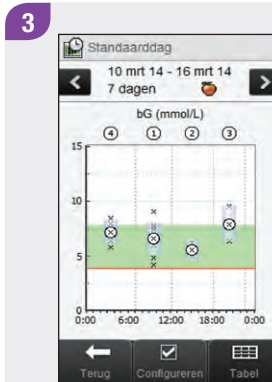 3
Standaarddag
10 mrt 14 - 16 mrt 14
7 dagen
bG (mmol/L)
4 1 2 3
15
10
5
0
0:00 6:00 12:00 18:00 0:00
Terug Configureren Tabel